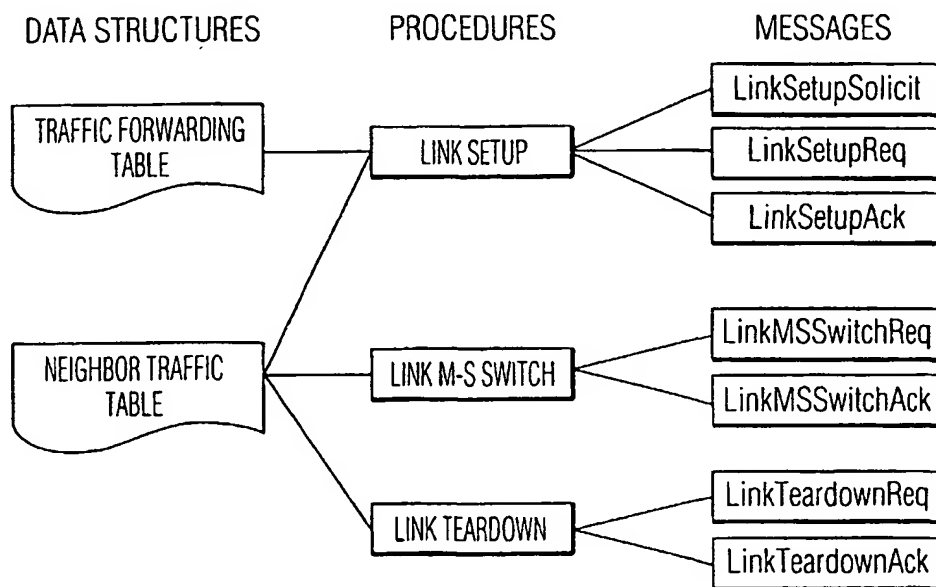 DATA STRUCTURES
PROCEDURES
MESSAGES
TRAFFIC FORWARDING
TABLE
LINK SETUP
LinkSetupSolicit
LinkSetupReq
LinkSetupAck
NEIGHBOR TRAFFIC
TABLE
LINK M-S SWITCH
LinkMSSwitchReq
LinkMSSwitchAck
LINK TEARDOWN
LinkTeardownReq
LinkTeardownAck